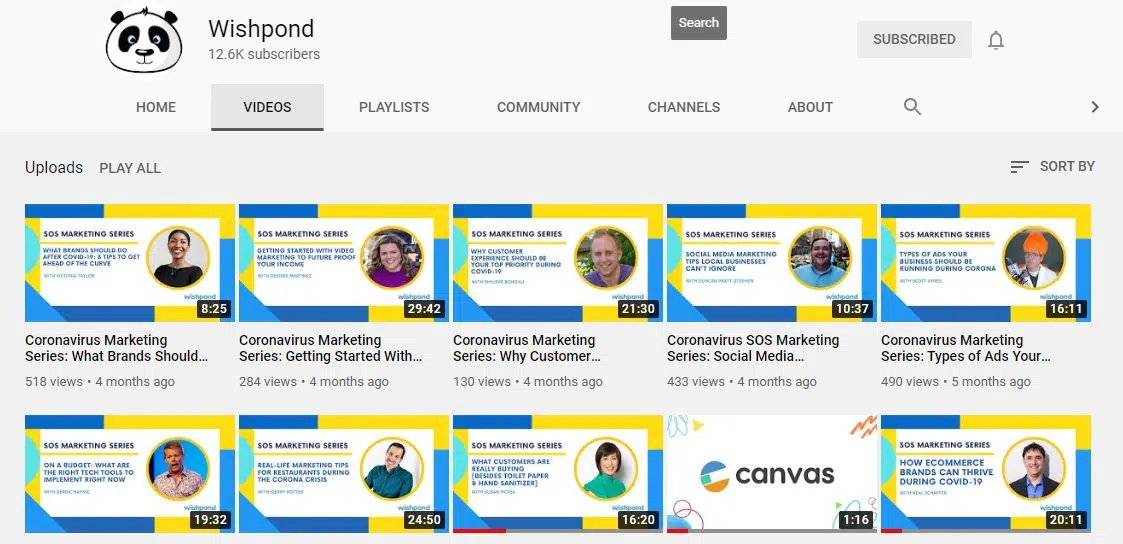 Wishpond
12.6K subscribers
Search
SUBSCRIBED
HOME VIDEOS PLAYLISTS COMMUNITY CHANNELS ABOUT
Uploads PLAY ALL
SORT BY
SOS MARKETING SERIES
WHAT BRANDS SHOULD DO
AFTER COVID-19: 6 TIPS TO GET
AHEAD OF THE CURVE
WITH VICTORIA TAYLOR
wishpond
8:25
SOS MARKETING SERIES
GETTING STARTED WITH VIDEO
MARKETING TO FUTURE PROOF
YOUR INCOME
WITH DESIREE MARTINEZ
wishpond
29:42
SOS MARKETING SERIES
WHY CUSTOMER
EXPERIENCE SHOULD BE
YOUR TOP PRIORITY DURING
COVID-19
WITH PHILIPPE
wishpond
21:30
SOS MARKETING SERIES
SOCIAL MEDIA MARKETING
TIPS LOCAL BUSINESSES
CAN'T IGNORE
WITH DUNCAN
wishpond
10:37
SOS MARKETING SERIES
TYPES OF ADS YOUR
BUSINESS SHOULD BE
RUNNING DURING CORONA
WITH SCOTT AYRES
wishpond
16:11
Coronavirus Marketing
Series: What Brands Should...
518 views • 4 months ago
Coronavirus Marketing
Series: Getting Started With...
284 views • 4 months ago
Coronavirus Marketing
Series: Why Customer...
130 views • 4 months ago
Coronavirus SOS Marketing
Series: Social Media...
433 views • 4 months ago
Coronavirus Marketing
Series: Types of Ads Your...
490 views • 5 months ago
SOS MARKETING SERIES
ON A BUDGET: WHAT ARE
THE RIGHT TECH TOOLS TO
IMPLEMENT RIGHT NOW
WITH
wishpond
19:32
SOS MARKETING SERIES
REAL-LIFE MARKETING TIPS
FOR RESTAURANTS DURING
THE CORONA CRISIS
WITH JERRY POTTER
wishpond
24:50
SOS MARKETING SERIES
WHAT CUSTOMERS ARE
REALLY BUYING
[BESIDES TOILET PAPER
& HAND SANITIZER]
WITH SUSAN
wishpond
16:20
canvas
1:16
SOS MARKETING SERIES
HOW ECOMMERCE
BRANDS CAN THRIVE
DURING COVID-19
WITH NEAL SCHAFFER
wishpond
20:11